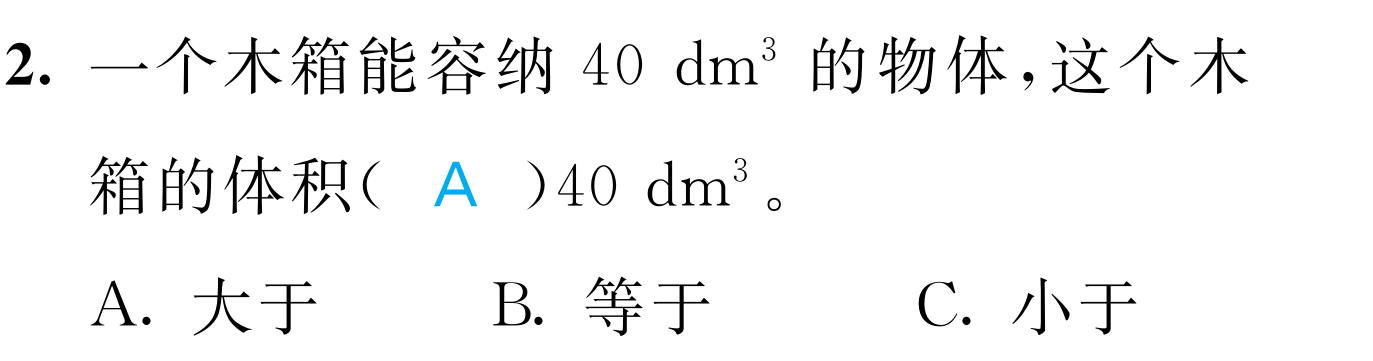 2. 一个木箱能容纳 40 dm³ 的物体,这个木
箱的体积( A )40 dm³。
A. 大于 B. 等于 C. 小于